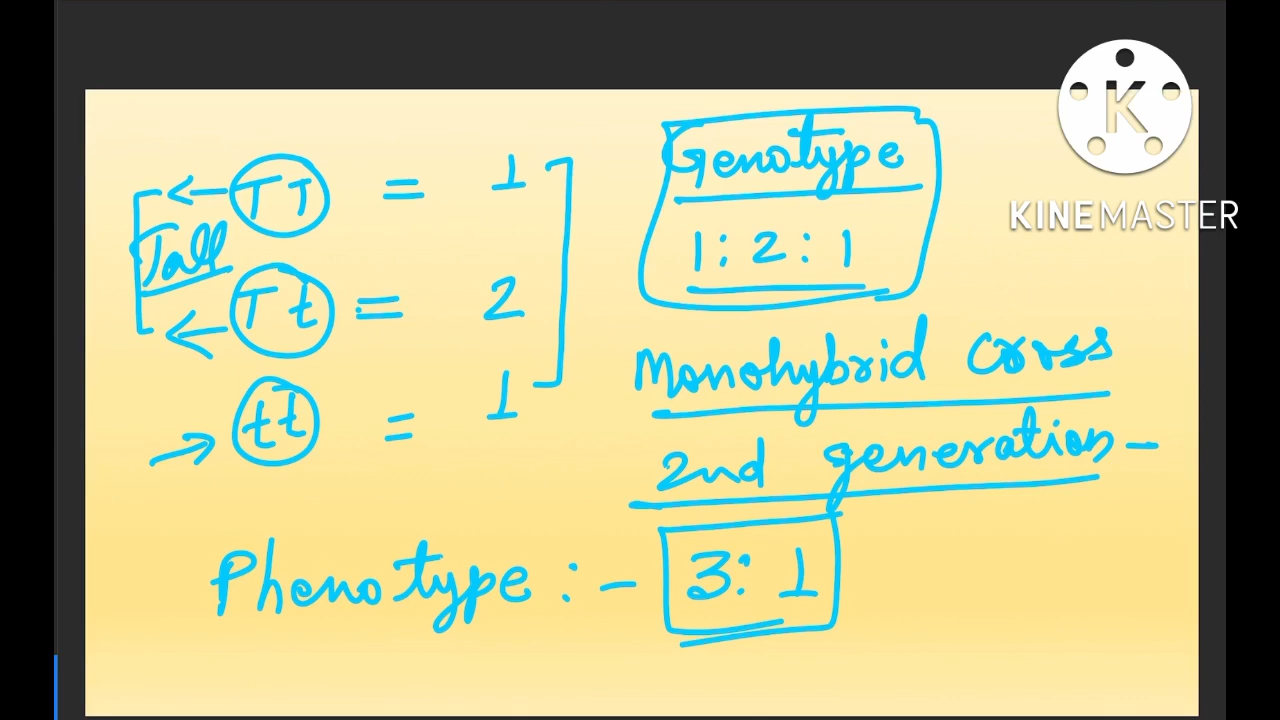 TT = 1
Tall
Tt = 2
tt = 1
Genotype
1:2:1
Monohybrid cross
2nd generation-
Phenotype :- 3:1
K
KINEMASTER